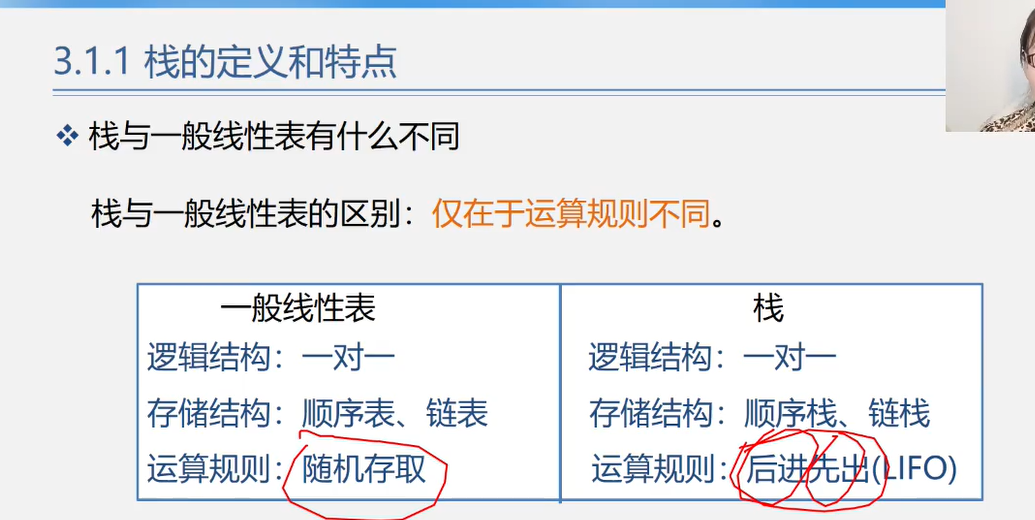 3.1.1 栈的定义和特点
栈与一般线性表有什么不同
栈与一般线性表的区别：仅在于运算规则不同。
一般线性表
逻辑结构：一对一
存储结构：顺序表、链表
运算规则：随机存取
栈
逻辑结构：一对一
存储结构：顺序栈、链栈
运算规则：后进先出(LIFO)